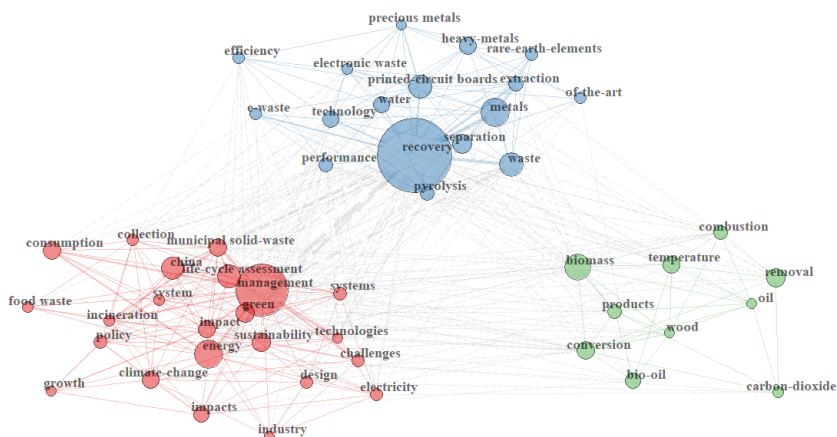 precious metals
heavy-metals
rare-earth-elements
efficiency
electronic waste
printed-circuit boards
extraction
of-the-art
water
metals
e-waste
technology
separation
recovery
performance
waste
pyrolysis
collection
municipal solid-waste
consumption
china
life-cycle assessment
management
systems
system
food waste
green
incineration
impact
technologies
policy
sustainability
energy
challenges
climate-change
design
growth
electricity
impacts
industry
combustion
biomass
temperature
removal
products
oil
wood
conversion
bio-oil
carbon-dioxide